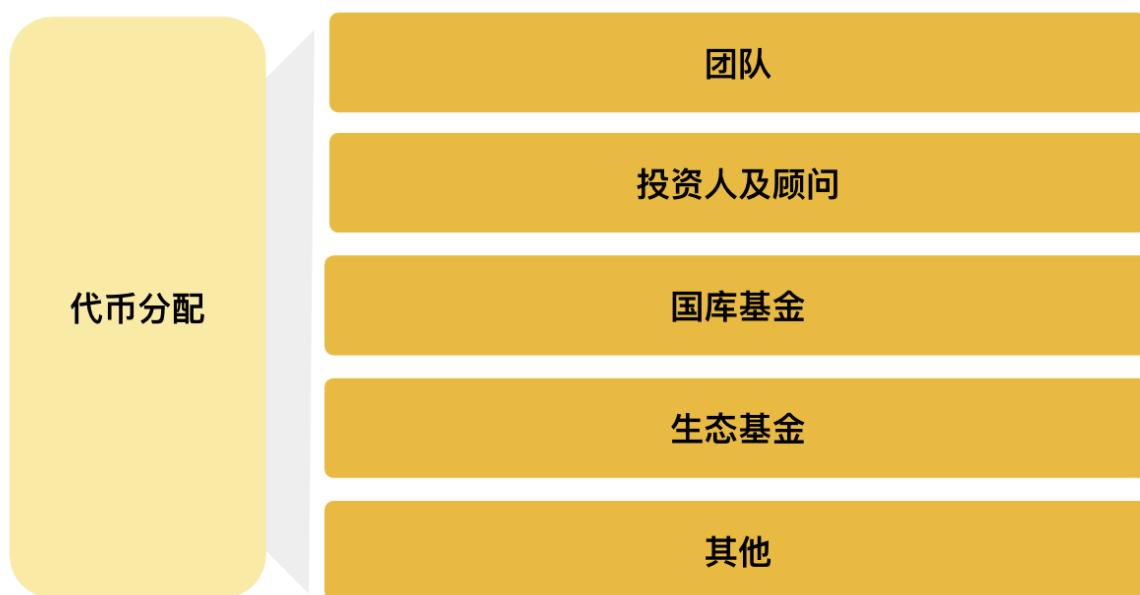 团队
投资人及顾问
国库基金
代币分配
生态基金
其他